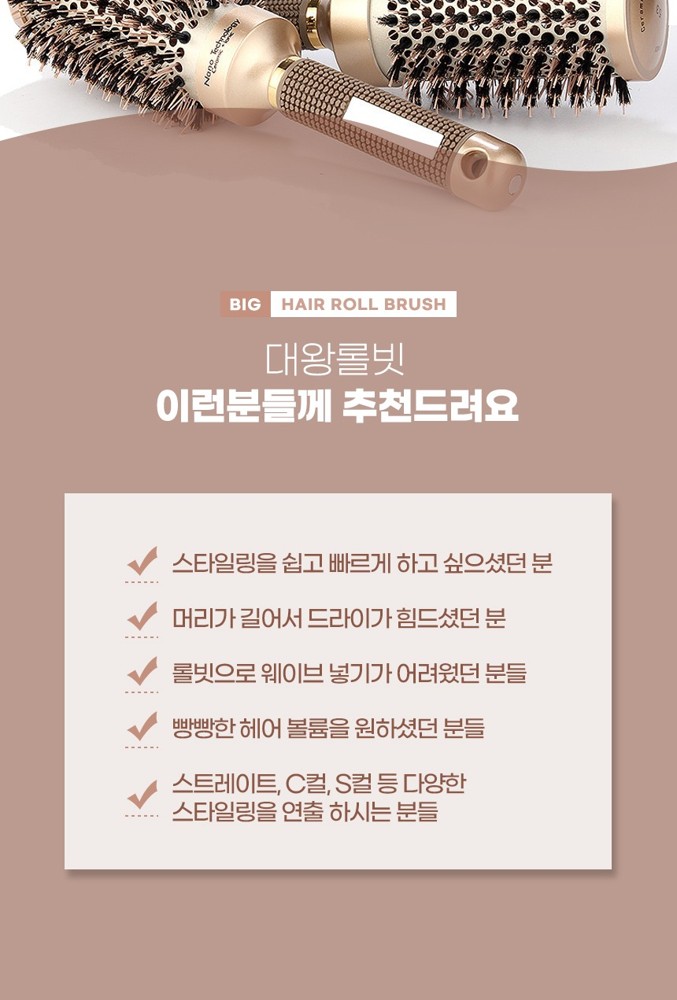 Nano Technology
BIG HAIR ROLL BRUSH
대왕롤빗
이런분들께 추천드려요
스타일링을 쉽고 빠르게 하고 싶으셨던 분
머리가 길어서 드라이가 힘드셨던 분
롤빗으로 웨이브 넣기가 어려웠던 분들
빵빵한 헤어 볼륨을 원하셨던 분들
스트레이트, C컬, S컬 등 다양한
스타일링을 연출 하시는 분들